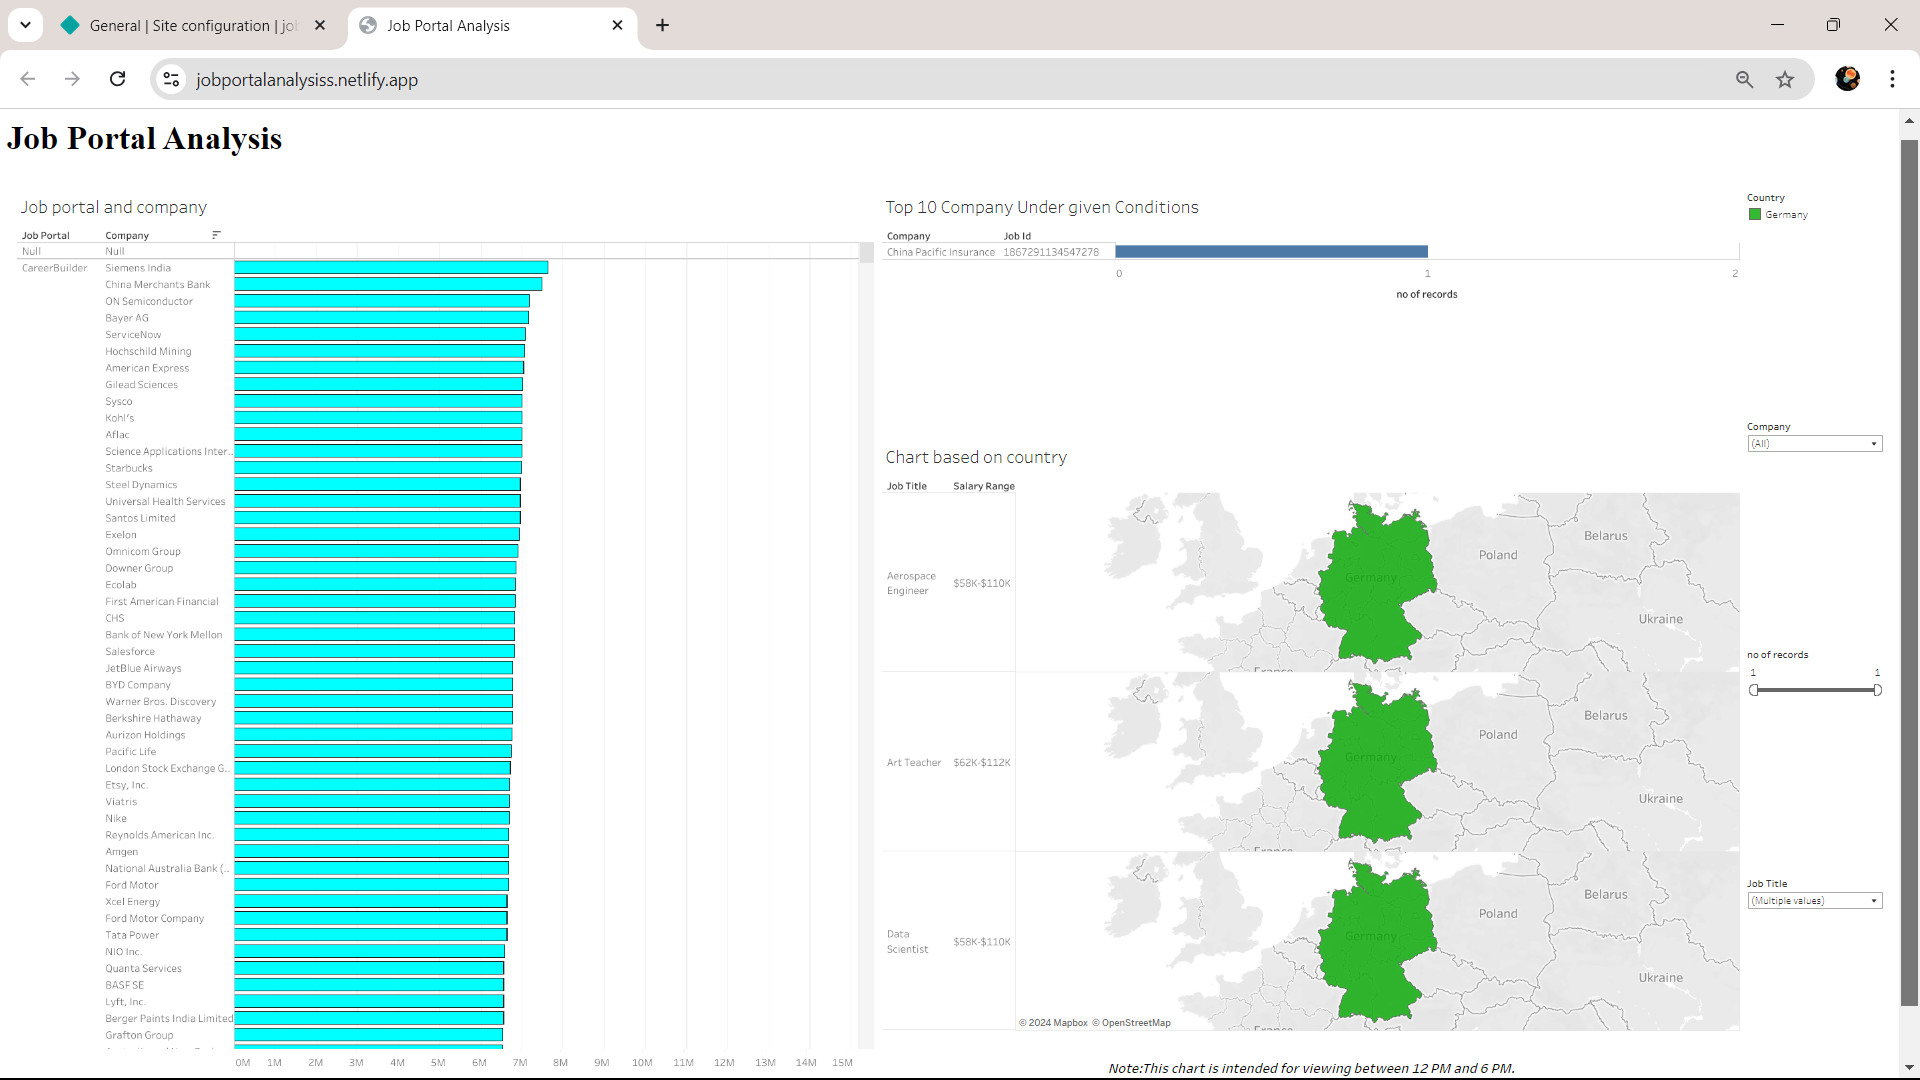 General | Site configuration | jo
Job Portal Analysis
jobportalanalysiss.netlify.app
Job Portal Analysis
Job portal and company
Job Portal Company
Null Null
CareerBuilder Siemens India
China Merchants Bank
ON Semiconductor
Bayer AG
ServiceNow
Hochschild Mining
American Express
Gilead Sciences
Sysco
Kohl's
Aflac
Science Applications Inter..
Starbucks
Steel Dynamics
Universal Health Services
Santos Limited
Exelon
Omnicom Group
Downer Group
Ecolab
First American Financial
CHS
Bank of New York Mellon
Salesforce
JetBlue Airways
BYD Company
Warner Bros. Discovery
Berkshire Hathaway
Aurizon Holdings
Pacific Life
London Stock Exchange G..
Etsy, Inc.
Viatris
Nike
Reynolds American Inc.
Amgen
National Australia Bank (..
Ford Motor
Xcel Energy
Ford Motor Company
Tata Power
NIO Inc.
Quanta Services
BASF SE
Lyft, Inc.
Berger Paints India Limited
Grafton Group
0M 1M 2M 3M 4M 5M 6M 7M 8M 9M 10M 11M 12M 13M 14M 15M
Top 10 Company Under given Conditions
Company Job Id
China Pacific Insurance 1867291134547278
0 1 2
no of records
Chart based on country
Job Title Salary Range
Aerospace Engineer $58K-$110K
Germany Poland Belarus Ukraine France
Art Teacher $62K-$112K
Germany Poland Belarus Ukraine France
Data Scientist $58K-$110K
Germany Poland Belarus Ukraine France
© 2024 Mapbox © OpenStreetMap
Country
Germany
Company
(All)
no of records
1 1
Job Title
(Multiple values)
Note:This chart is intended for viewing between 12 PM and 6 PM.